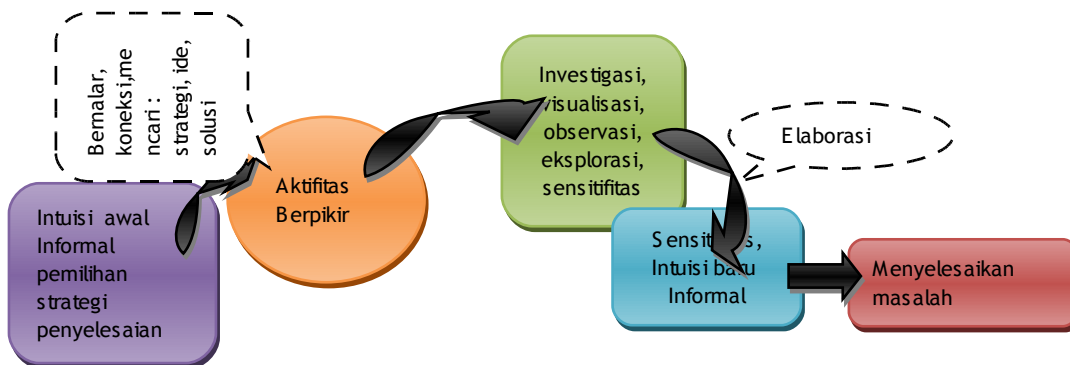 Bernalar,
koneksi,me
ncari :
strategi, ide,
solusi
Intuisi awal
Informal
pemilihan
strategi
penyelesaian
Aktifitas
Berpikir
Investigasi,
visualisasi,
observasi,
eksplorasi,
sensitifitas
Elaborasi
Intuisi baru
Informal
Menyelesaikan
masalah